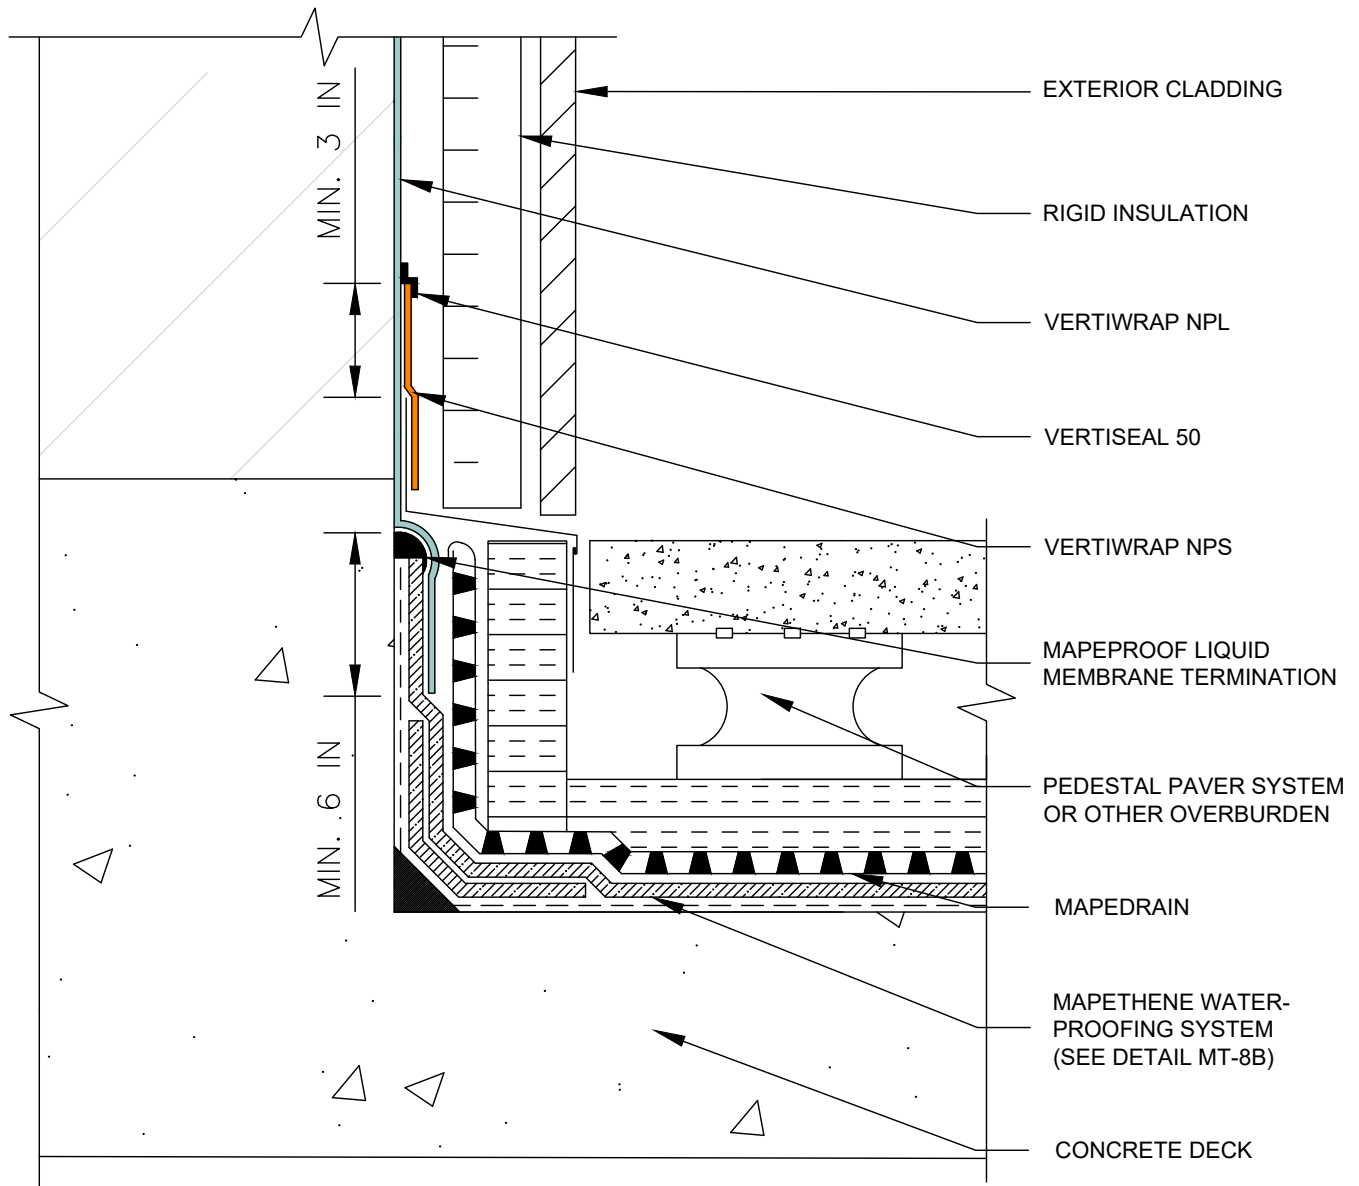 MIN. 3 IN
EXTERIOR CLADDING
RIGID INSULATION
VERTIWRAP NPL
VERTISEAL 50
VERTIWRAP NPS
MAPEPROOF LIQUID
MEMBRANE TERMINATION
MIN. 6 IN
PEDESTAL PAVER SYSTEM
OR OTHER OVERBURDEN
MAPEDRAIN
MAPETHENE WATER-
PROOFING SYSTEM
(SEE DETAIL MT-8B)
CONCRETE DECK